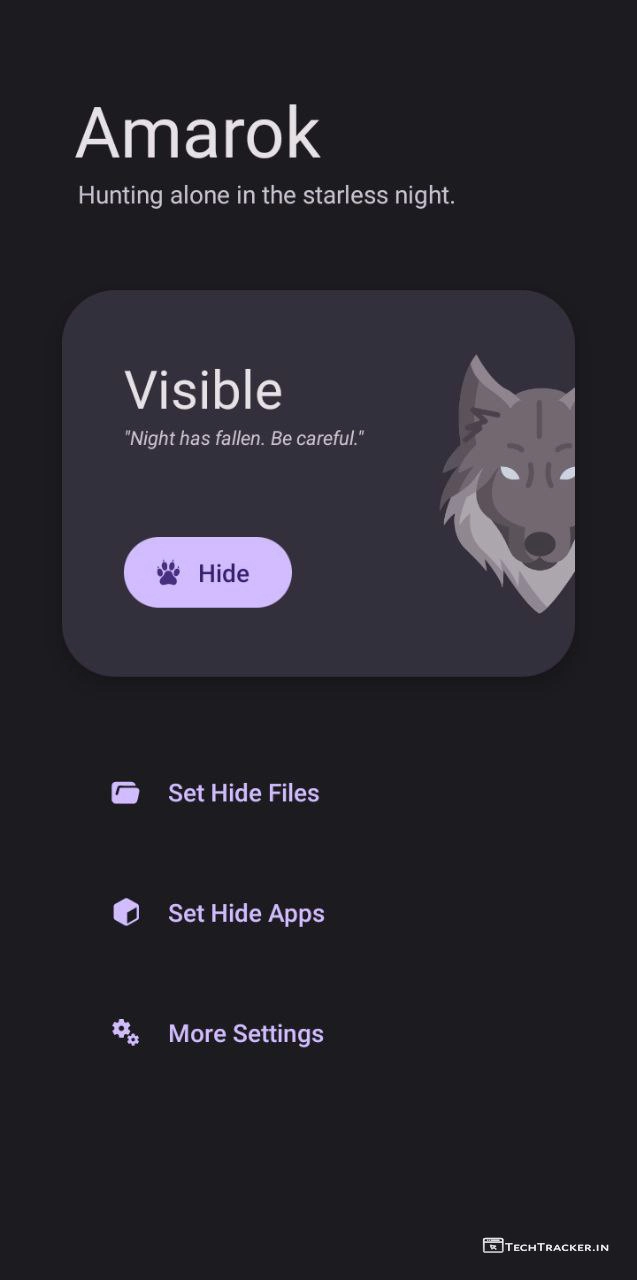 Amarok
Hunting alone in the starless night.
Visible
"Night has fallen. Be careful."
Hide
Set Hide Files
Set Hide Apps
More Settings
TECHTRACKER.IN